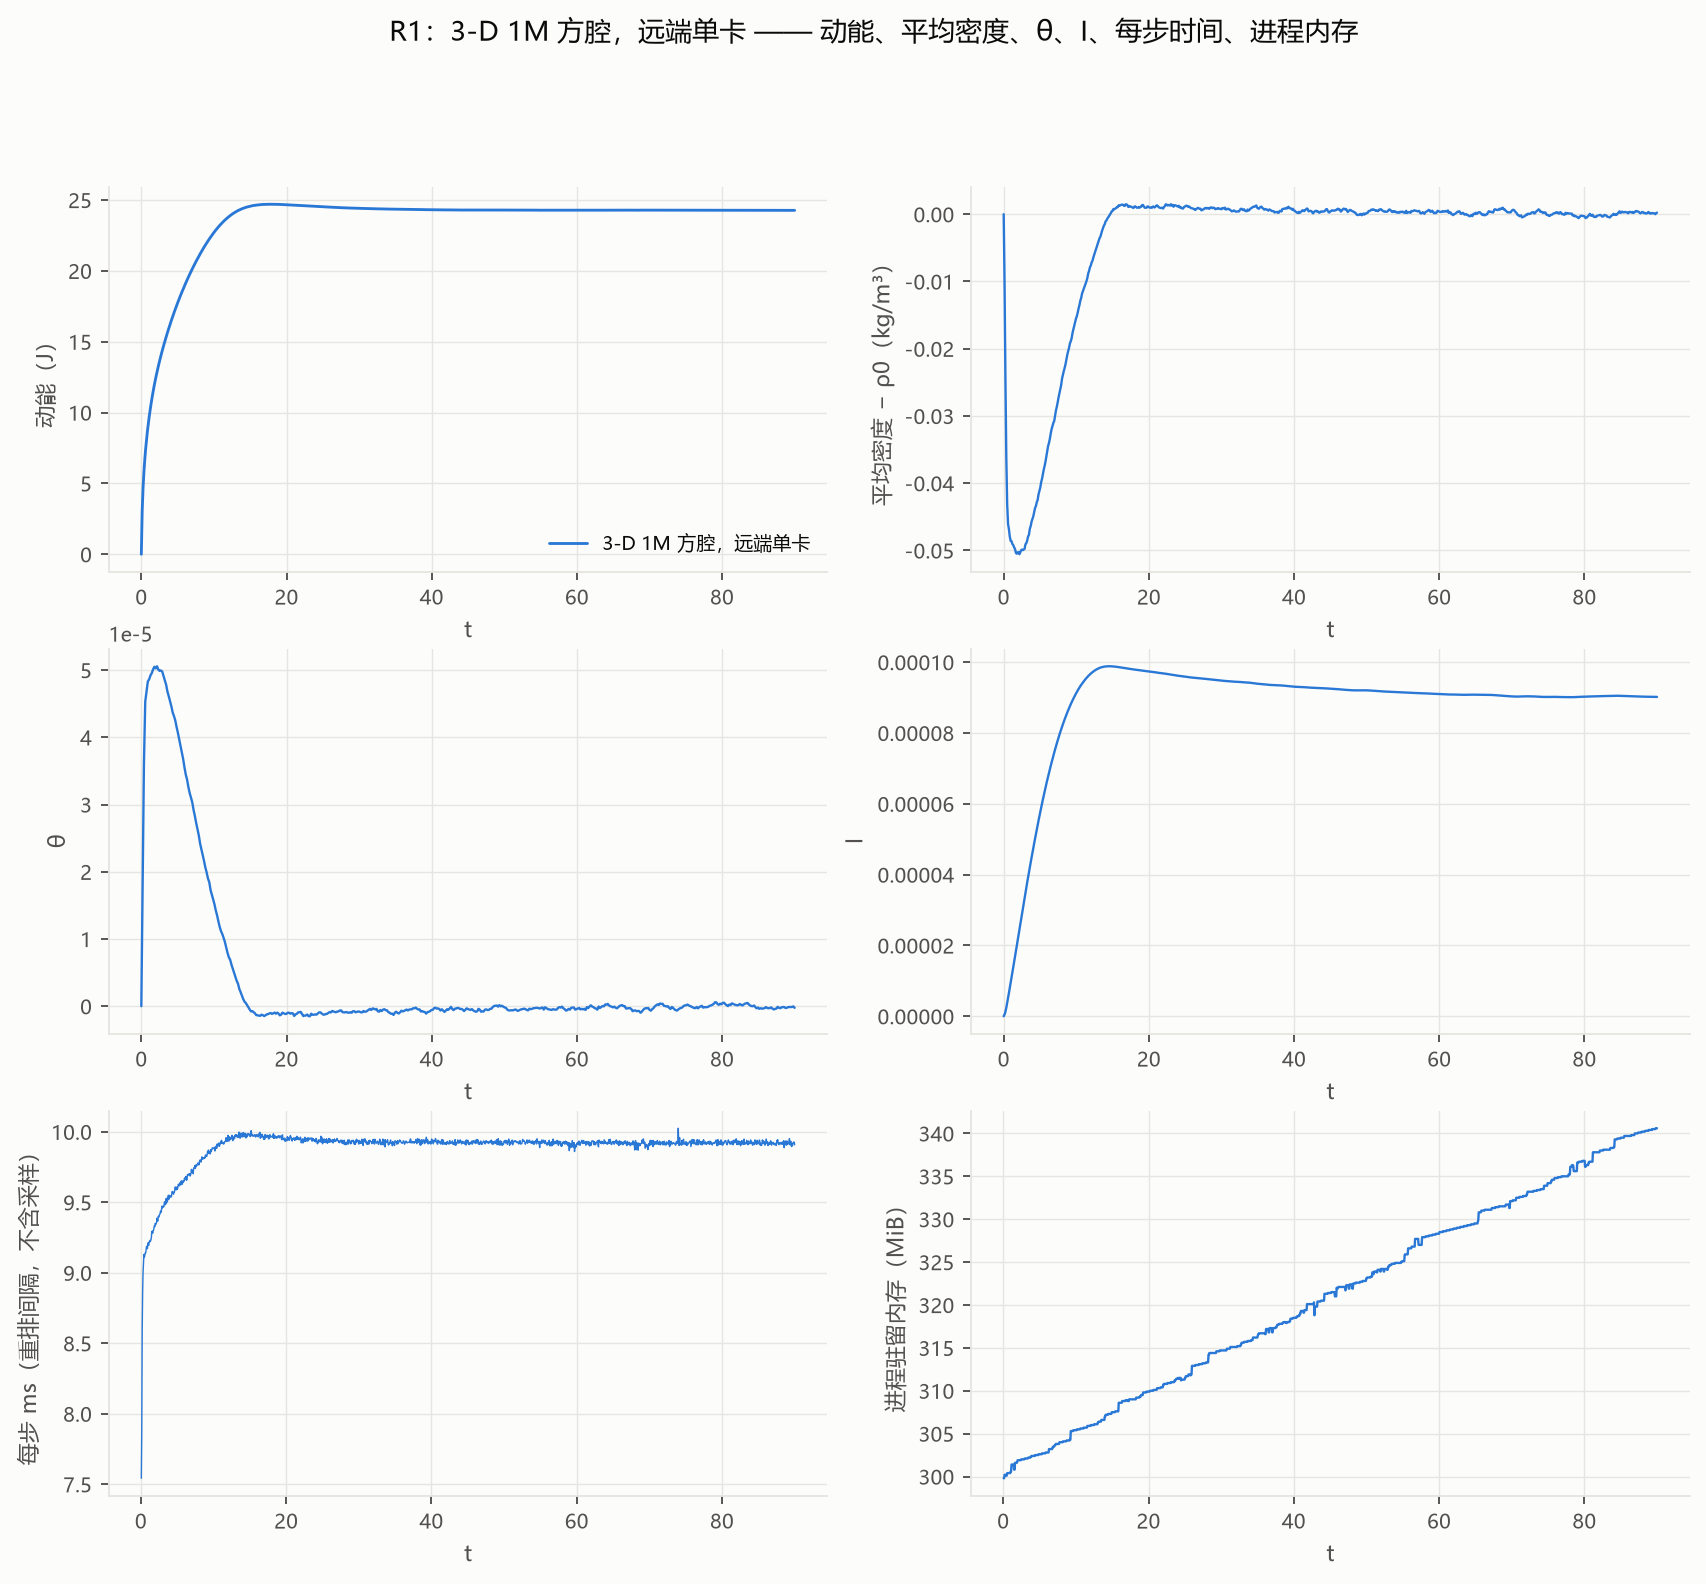 R1：3-D 1M 方腔，远端单卡 —— 动能、平均密度、θ、I、每步时间、进程内存
动能（J）
25
20
15
10
5
0
3-D 1M 方腔，远端单卡
0 20 40 60 80
t
平均密度 − ρ0（kg/m³）
0.00
-0.01
-0.02
-0.03
-0.04
-0.05
0 20 40 60 80
t
1e-5
θ
5
4
3
2
1
0
0 20 40 60 80
t
I
0.00010
0.00008
0.00006
0.00004
0.00002
0.00000
0 20 40 60 80
t
每步 ms（重排间隔，不含采样）
10.0
9.5
9.0
8.5
8.0
7.5
0 20 40 60 80
t
进程驻留内存（MiB）
340
335
330
325
320
315
310
305
300
0 20 40 60 80
t